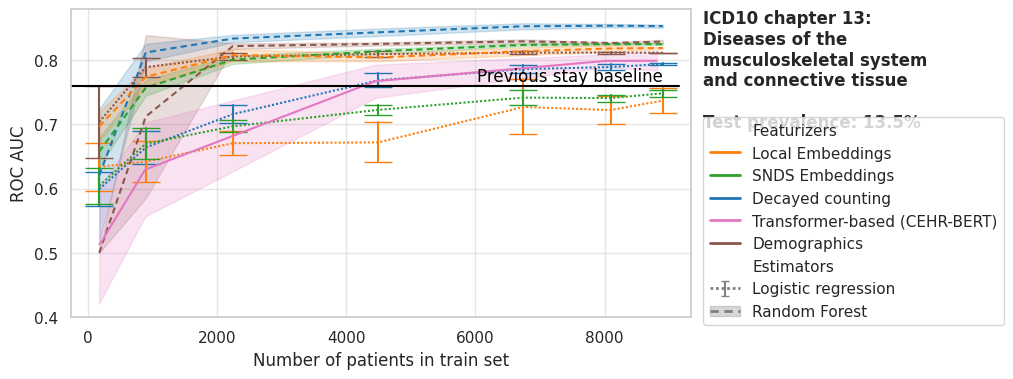 ICD10 chapter 13:
Diseases of the
musculoskeletal system
and connective tissue
Test prevalence: 13.5%
Featurizers
Local Embeddings
SNDS Embeddings
Decayed counting
Transformer-based (CEHR-BERT)
Demographics
Estimators
Logistic regression
Random Forest
Previous stay baseline
ROC AUC
0.8
0.7
0.6
0.5
0.4
0
2000
4000
6000
8000
Number of patients in train set